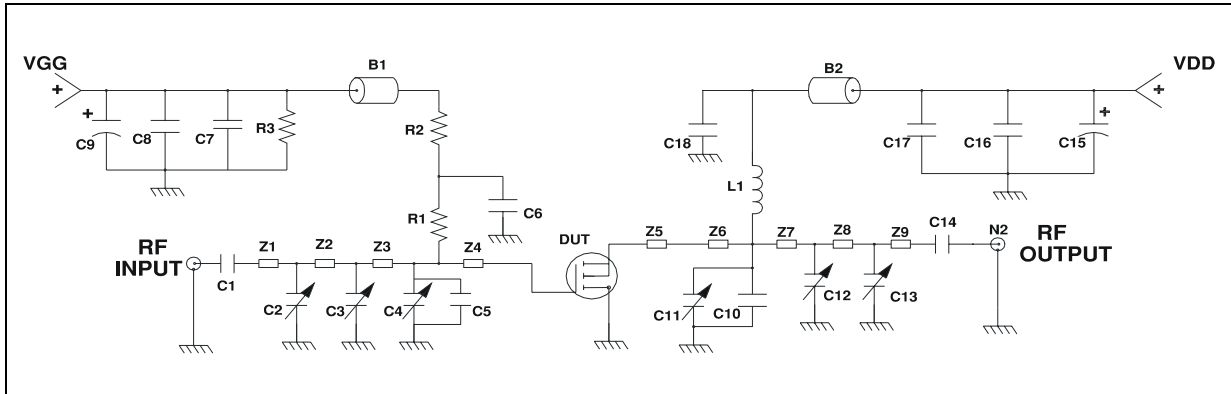 VGG
+
B1
B2
VDD
+
+
C9
C8
C7
R3
R2
C18
C17
C16
+
C15
C6
L1
R1
RF
INPUT
Z1
Z2
Z3
Z4
DUT
Z5
Z6
Z7
Z8
Z9
C14
N2
RF
OUTPUT
C1
C2
C3
C4
C5
C11
C10
C12
C13